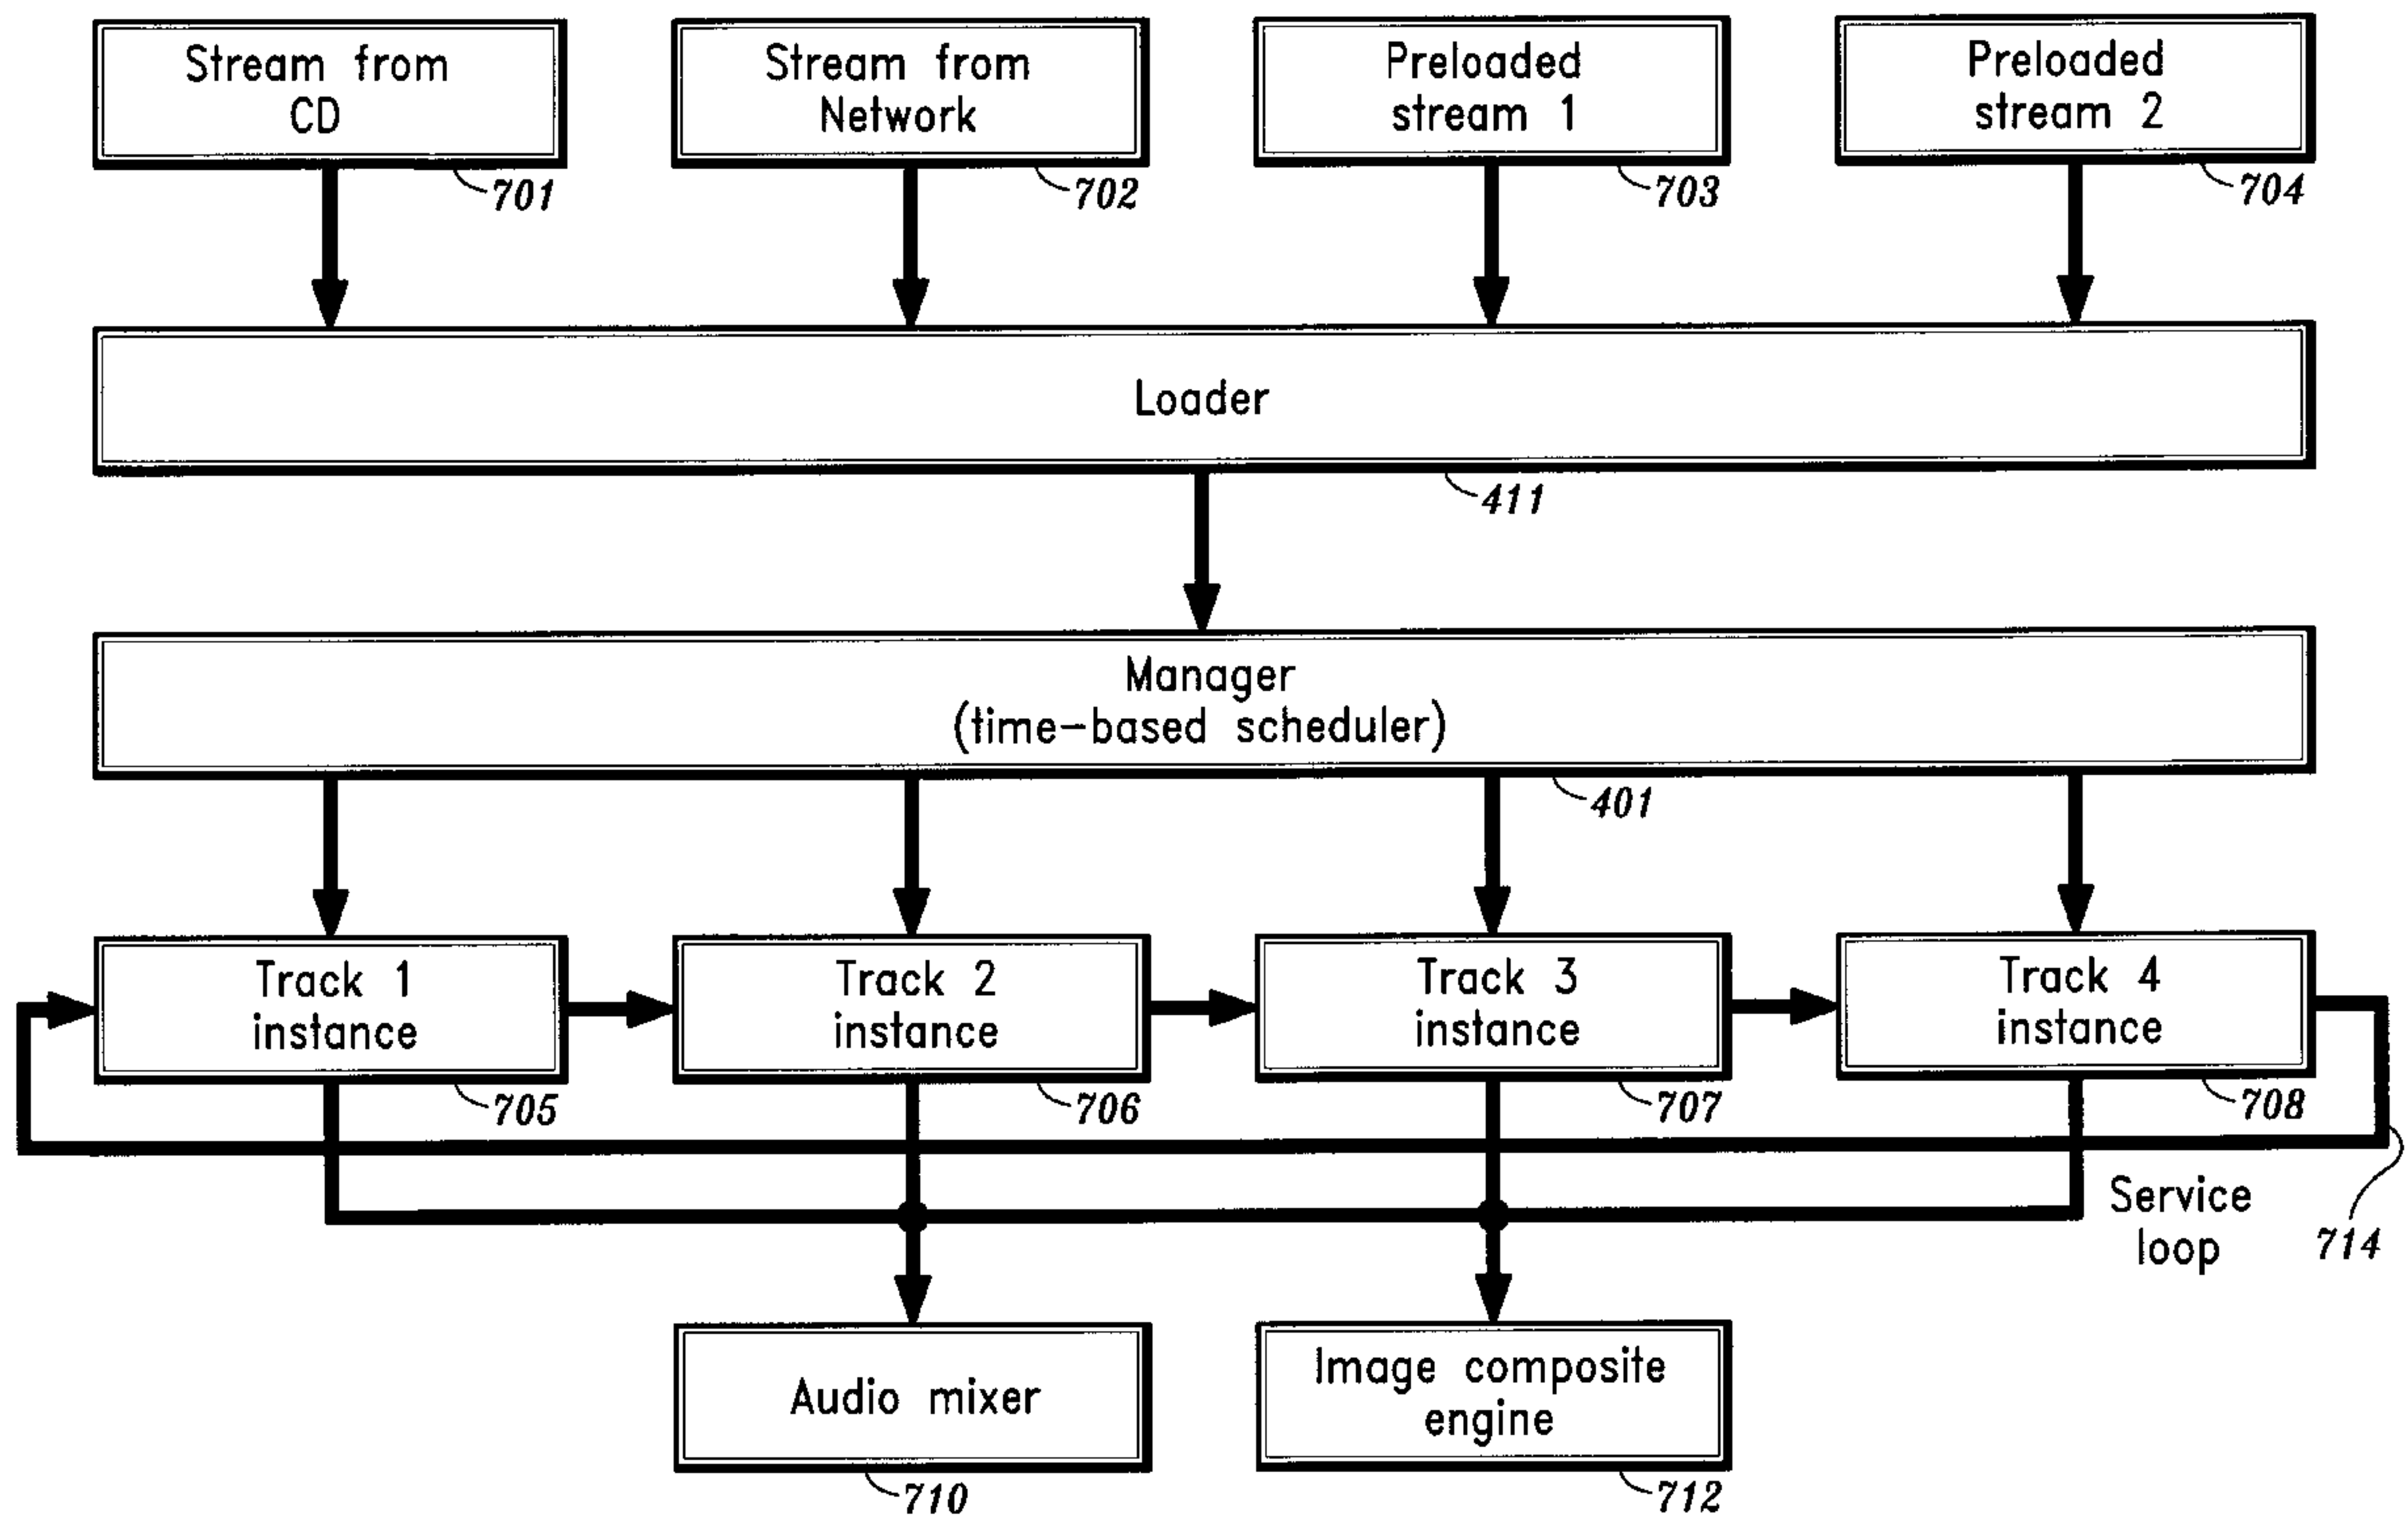 Stream from
CD
701
Stream from
Network
702
Preloaded
stream 1
703
Preloaded
stream 2
704
Loader
411
Manager
(time-based scheduler)
401
Track 1
instance
705
Track 2
instance
706
Track 3
instance
707
Track 4
instance
708
Service
loop
714
Audio mixer
710
Image composite
engine
712